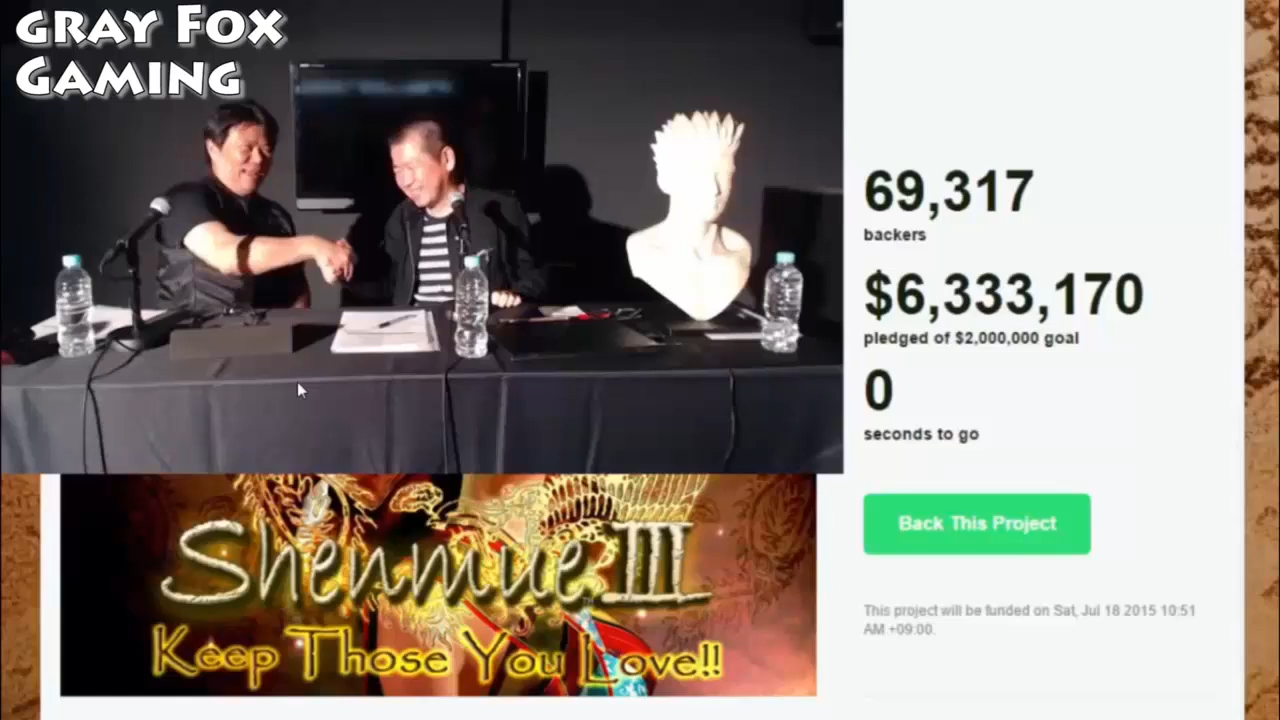 GRAY FOX
GAMING
69,317
backers
$6,333,170
pledged of $2,000,000 goal
0
seconds to go
Back This Project
This project will be funded on Sat, Jul 18 2015 10:51
AM +09:00.
Shenmue III
Keep Those You Love!!